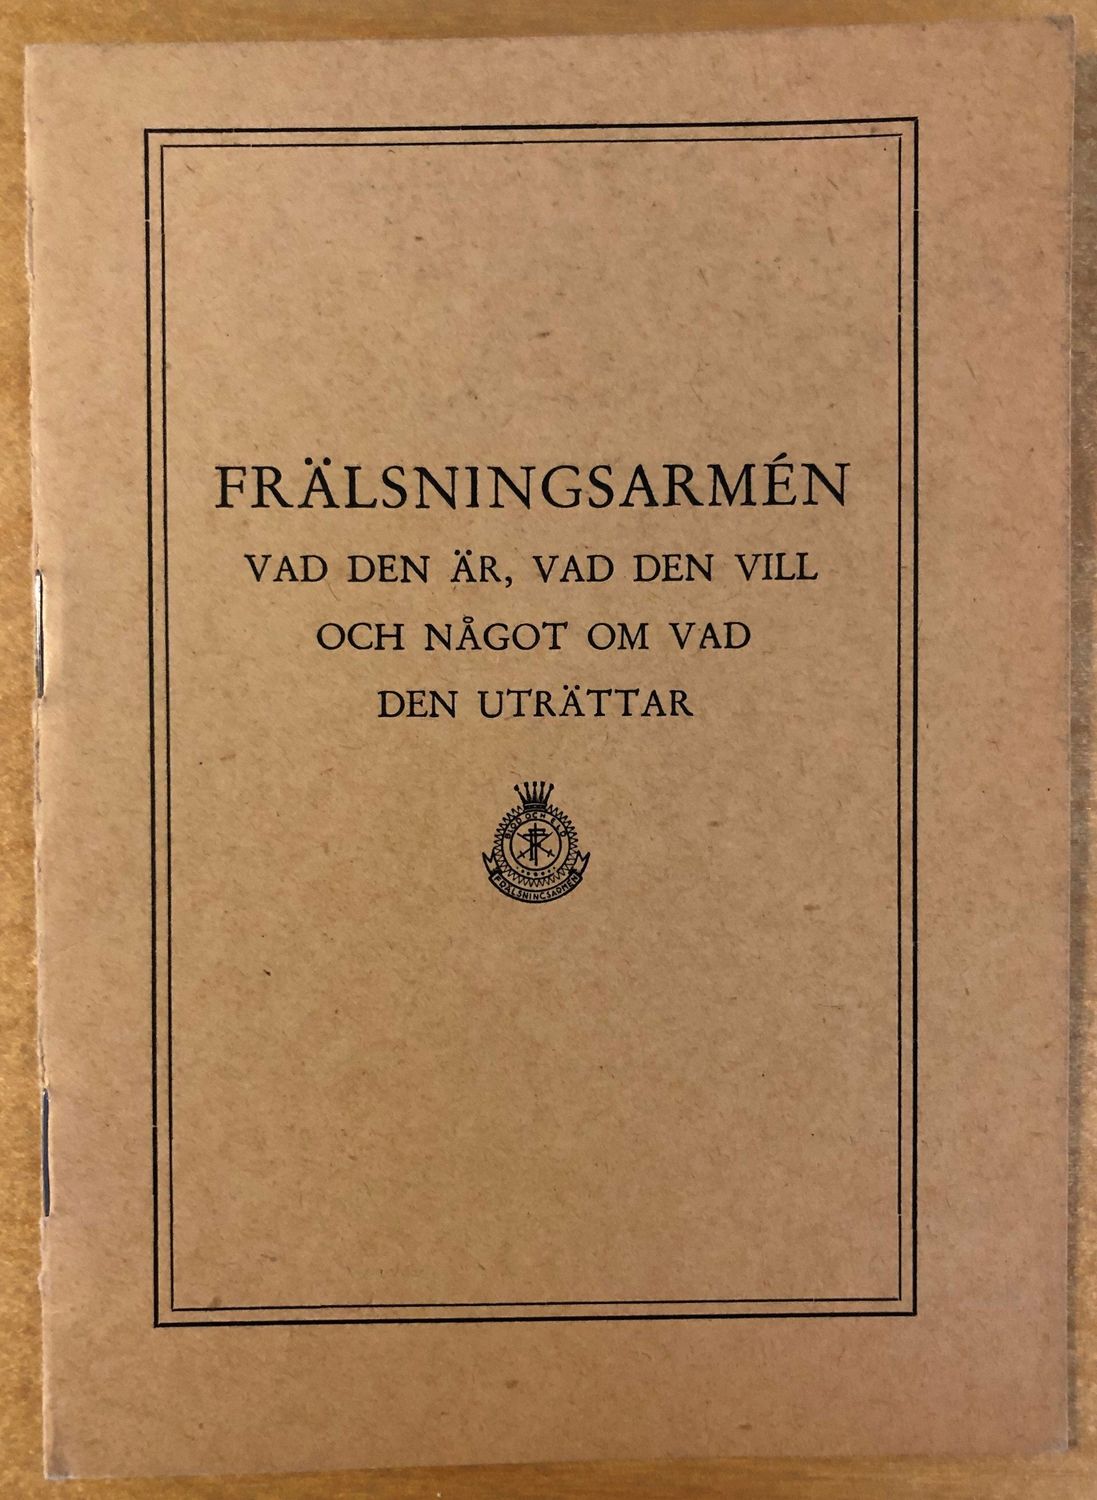 FRÄLSNINGSARMÉN
VAD DEN ÄR, VAD DEN VILL
OCH NÅGOT OM VAD
DEN UTRÄTTAR
BLOD OCH ELD
FRÄLSNINGSARMÉN